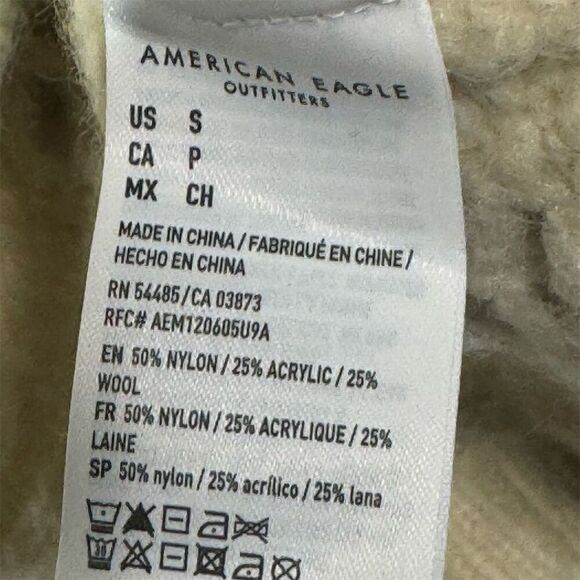 AMERICAN EAGLE
OUTFITTERS
US S
CA P
MX CH
MADE IN CHINA / FABRIQUÉ EN CHINE /
HECHO EN CHINA
RN 54485/CA 03873
RFC# AEM120605U9A
EN 50% NYLON / 25% ACRYLIC / 25%
WOOL
FR 50% NYLON / 25% ACRYLIQUE / 25%
LAINE
SP 50% nylon / 25% acrílico / 25% lana
30